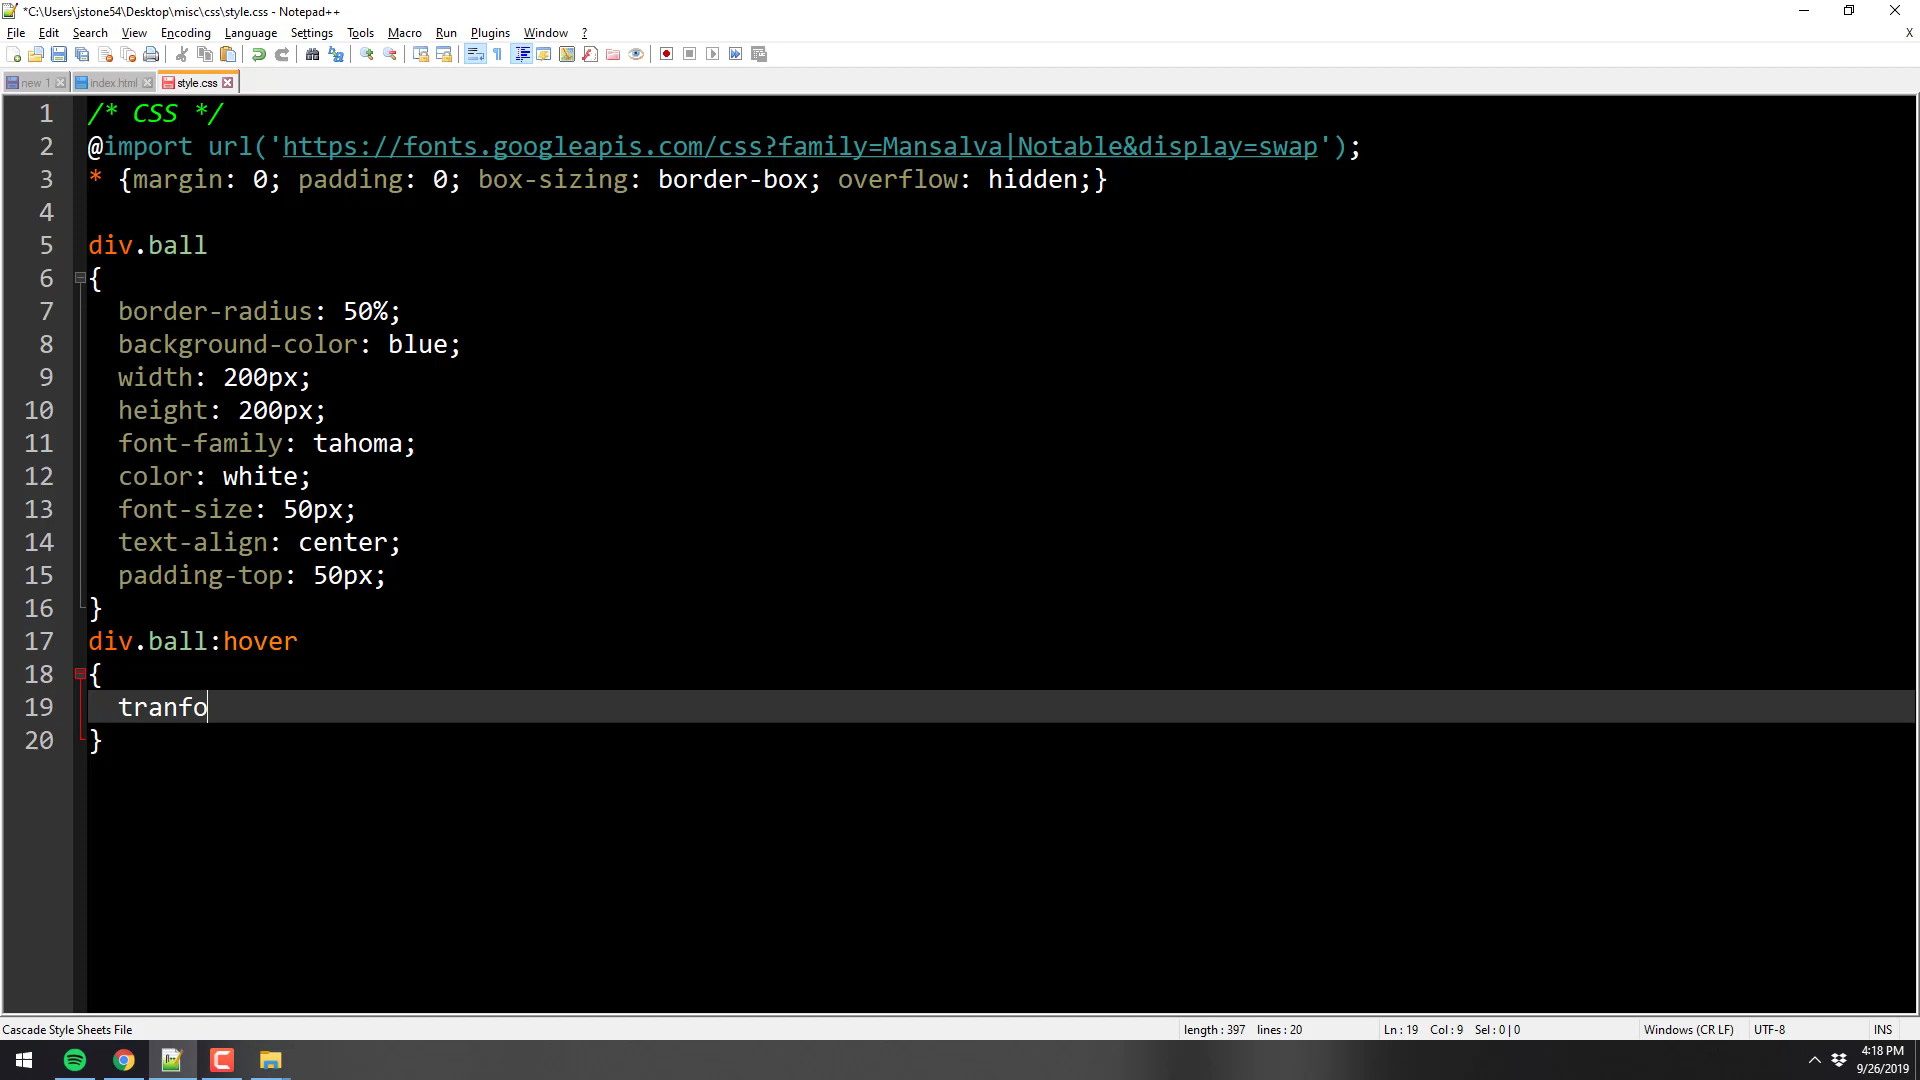 *C:\Users\jstone54\Desktop\misc\css\style.css - Notepad++
File Edit Search View Encoding Language Settings Tools Macro Run Plugins Window ? X
new 1 index.html style.css
1 /* CSS */
2 @import url('https://fonts.googleapis.com/css?family=Mansalva|Notable&display=swap');
3 * {margin: 0; padding: 0; box-sizing: border-box; overflow: hidden;}
4
5 div.ball
6 {
7 border-radius: 50%;
8 background-color: blue;
9 width: 200px;
10 height: 200px;
11 font-family: tahoma;
12 color: white;
13 font-size: 50px;
14 text-align: center;
15 padding-top: 50px;
16 }
17 div.ball:hover
18 {
19 tranfo
20 }
Cascade Style Sheets File length : 397 lines : 20 Ln : 19 Col : 9 Sel : 0 | 0 Windows (CR LF) UTF-8 INS
4:18 PM
9/26/2019